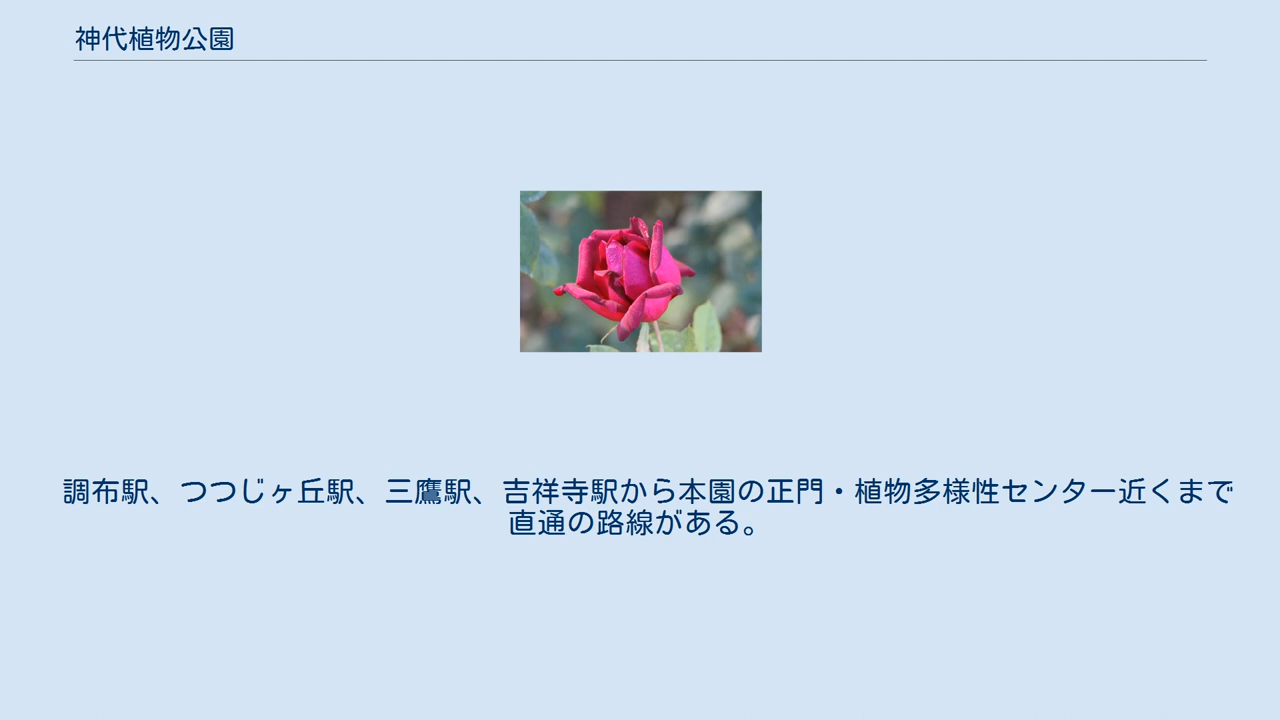 神代植物公園
調布駅、つつじヶ丘駅、三鷹駅、吉祥寺駅から本園の正門・植物多様性センター近くまで
直通の路線がある。